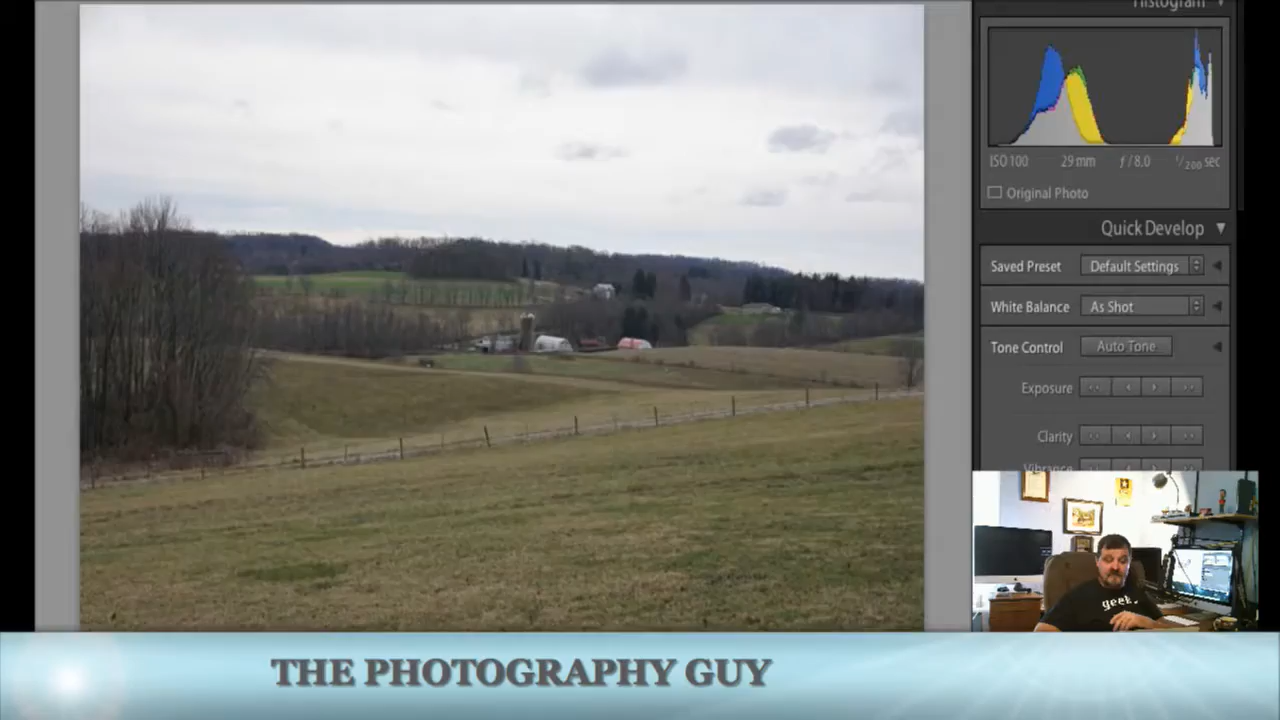 Histogram
ISO 100 29 mm ƒ / 8.0 1/200 sec
Original Photo
Quick Develop
Saved Preset Default Settings
White Balance As Shot
Tone Control Auto Tone
Exposure
Clarity
Vibrance
geek.
THE PHOTOGRAPHY GUY